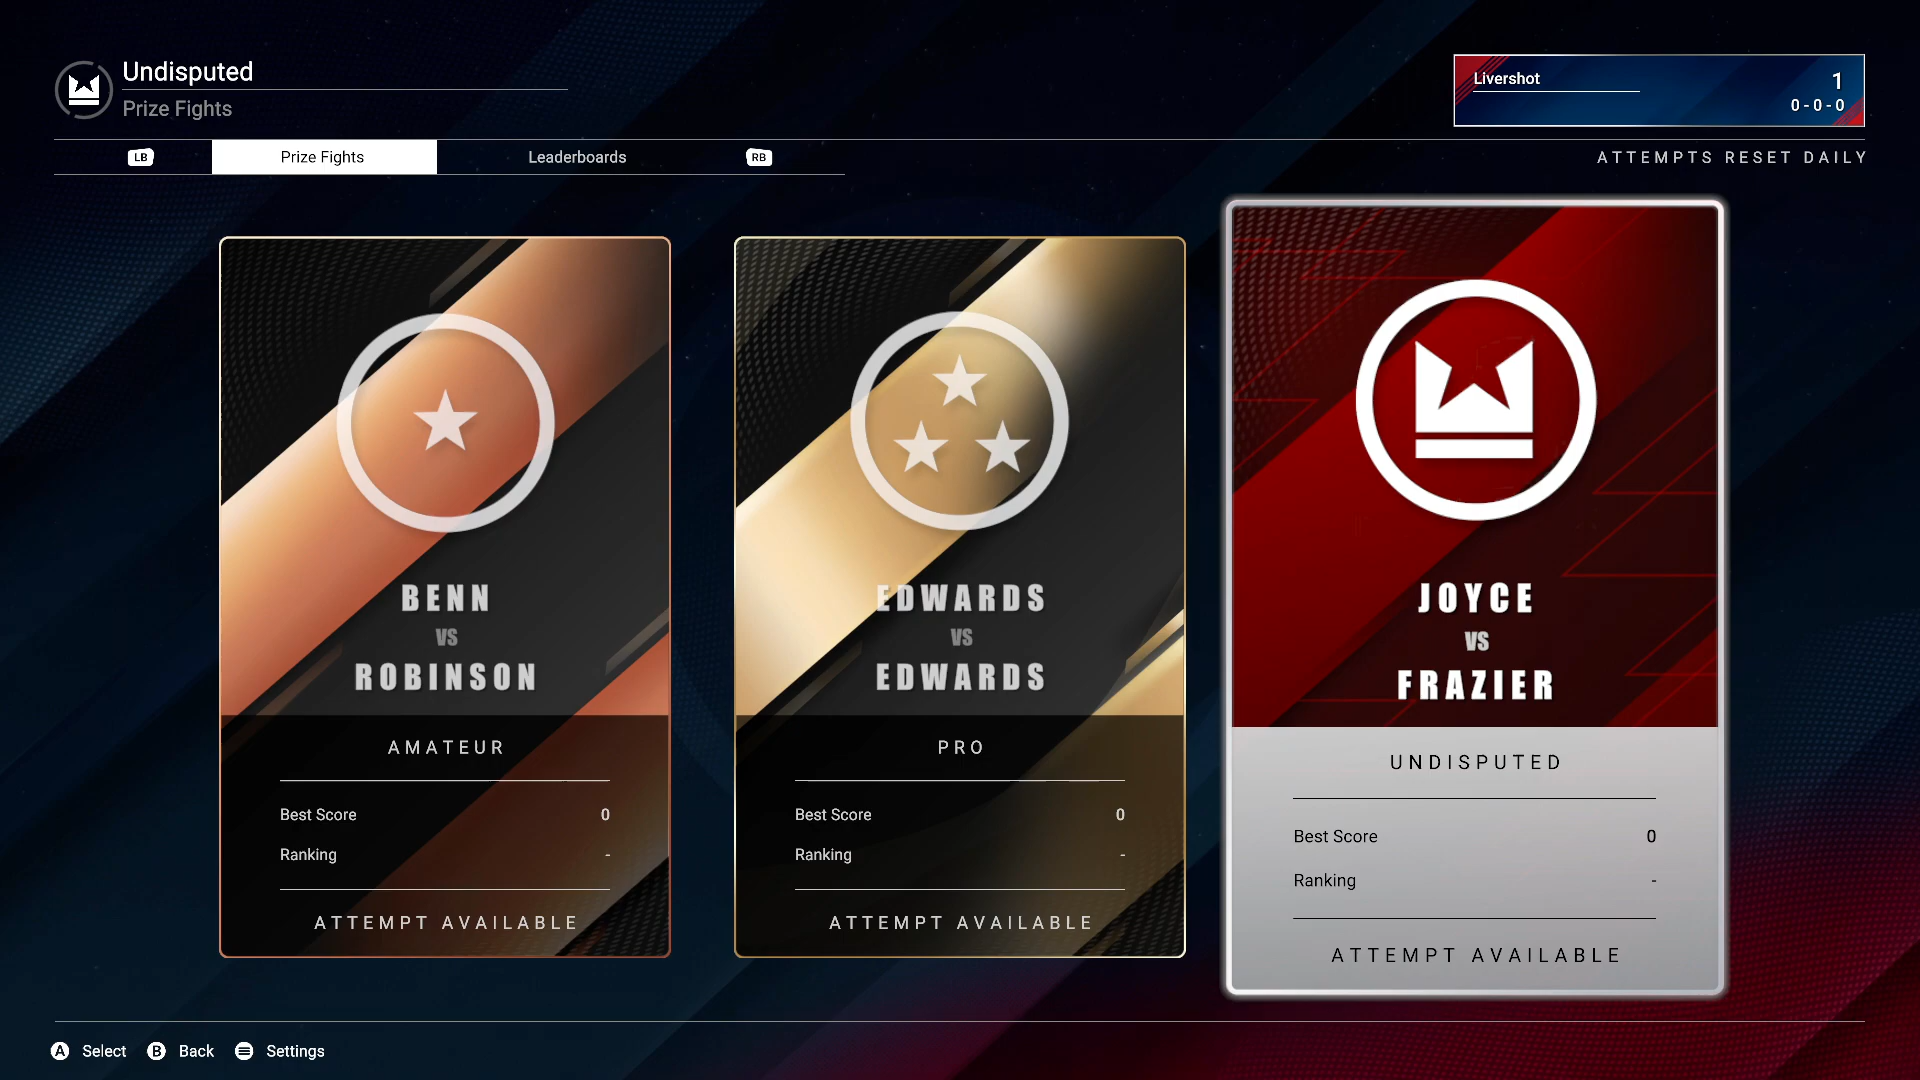 Undisputed
Prize Fights
Livershot
1
0-0-0
LB
Prize Fights
Leaderboards
RB
ATTEMPTS RESET DAILY
BENN
VS
ROBINSON
AMATEUR
Best Score 0
Ranking -
ATTEMPT AVAILABLE
EDWARDS
VS
EDWARDS
PRO
Best Score 0
Ranking -
ATTEMPT AVAILABLE
JOYCE
VS
FRAZIER
UNDISPUTED
Best Score 0
Ranking -
ATTEMPT AVAILABLE
A Select B Back Settings